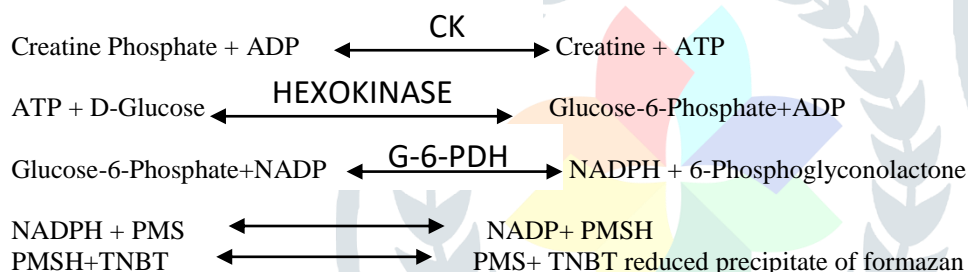 CK
Creatine Phosphate + ADP Creatine + ATP
HEXOKINASE
ATP + D-Glucose Glucose-6-Phosphate+ADP
G-6-PDH
Glucose-6-Phosphate+NADP NADPH + 6-Phosphoglyconolactone
NADPH + PMS NADP+ PMSH
PMSH+TNBT PMS+ TNBT reduced precipitate of formazan